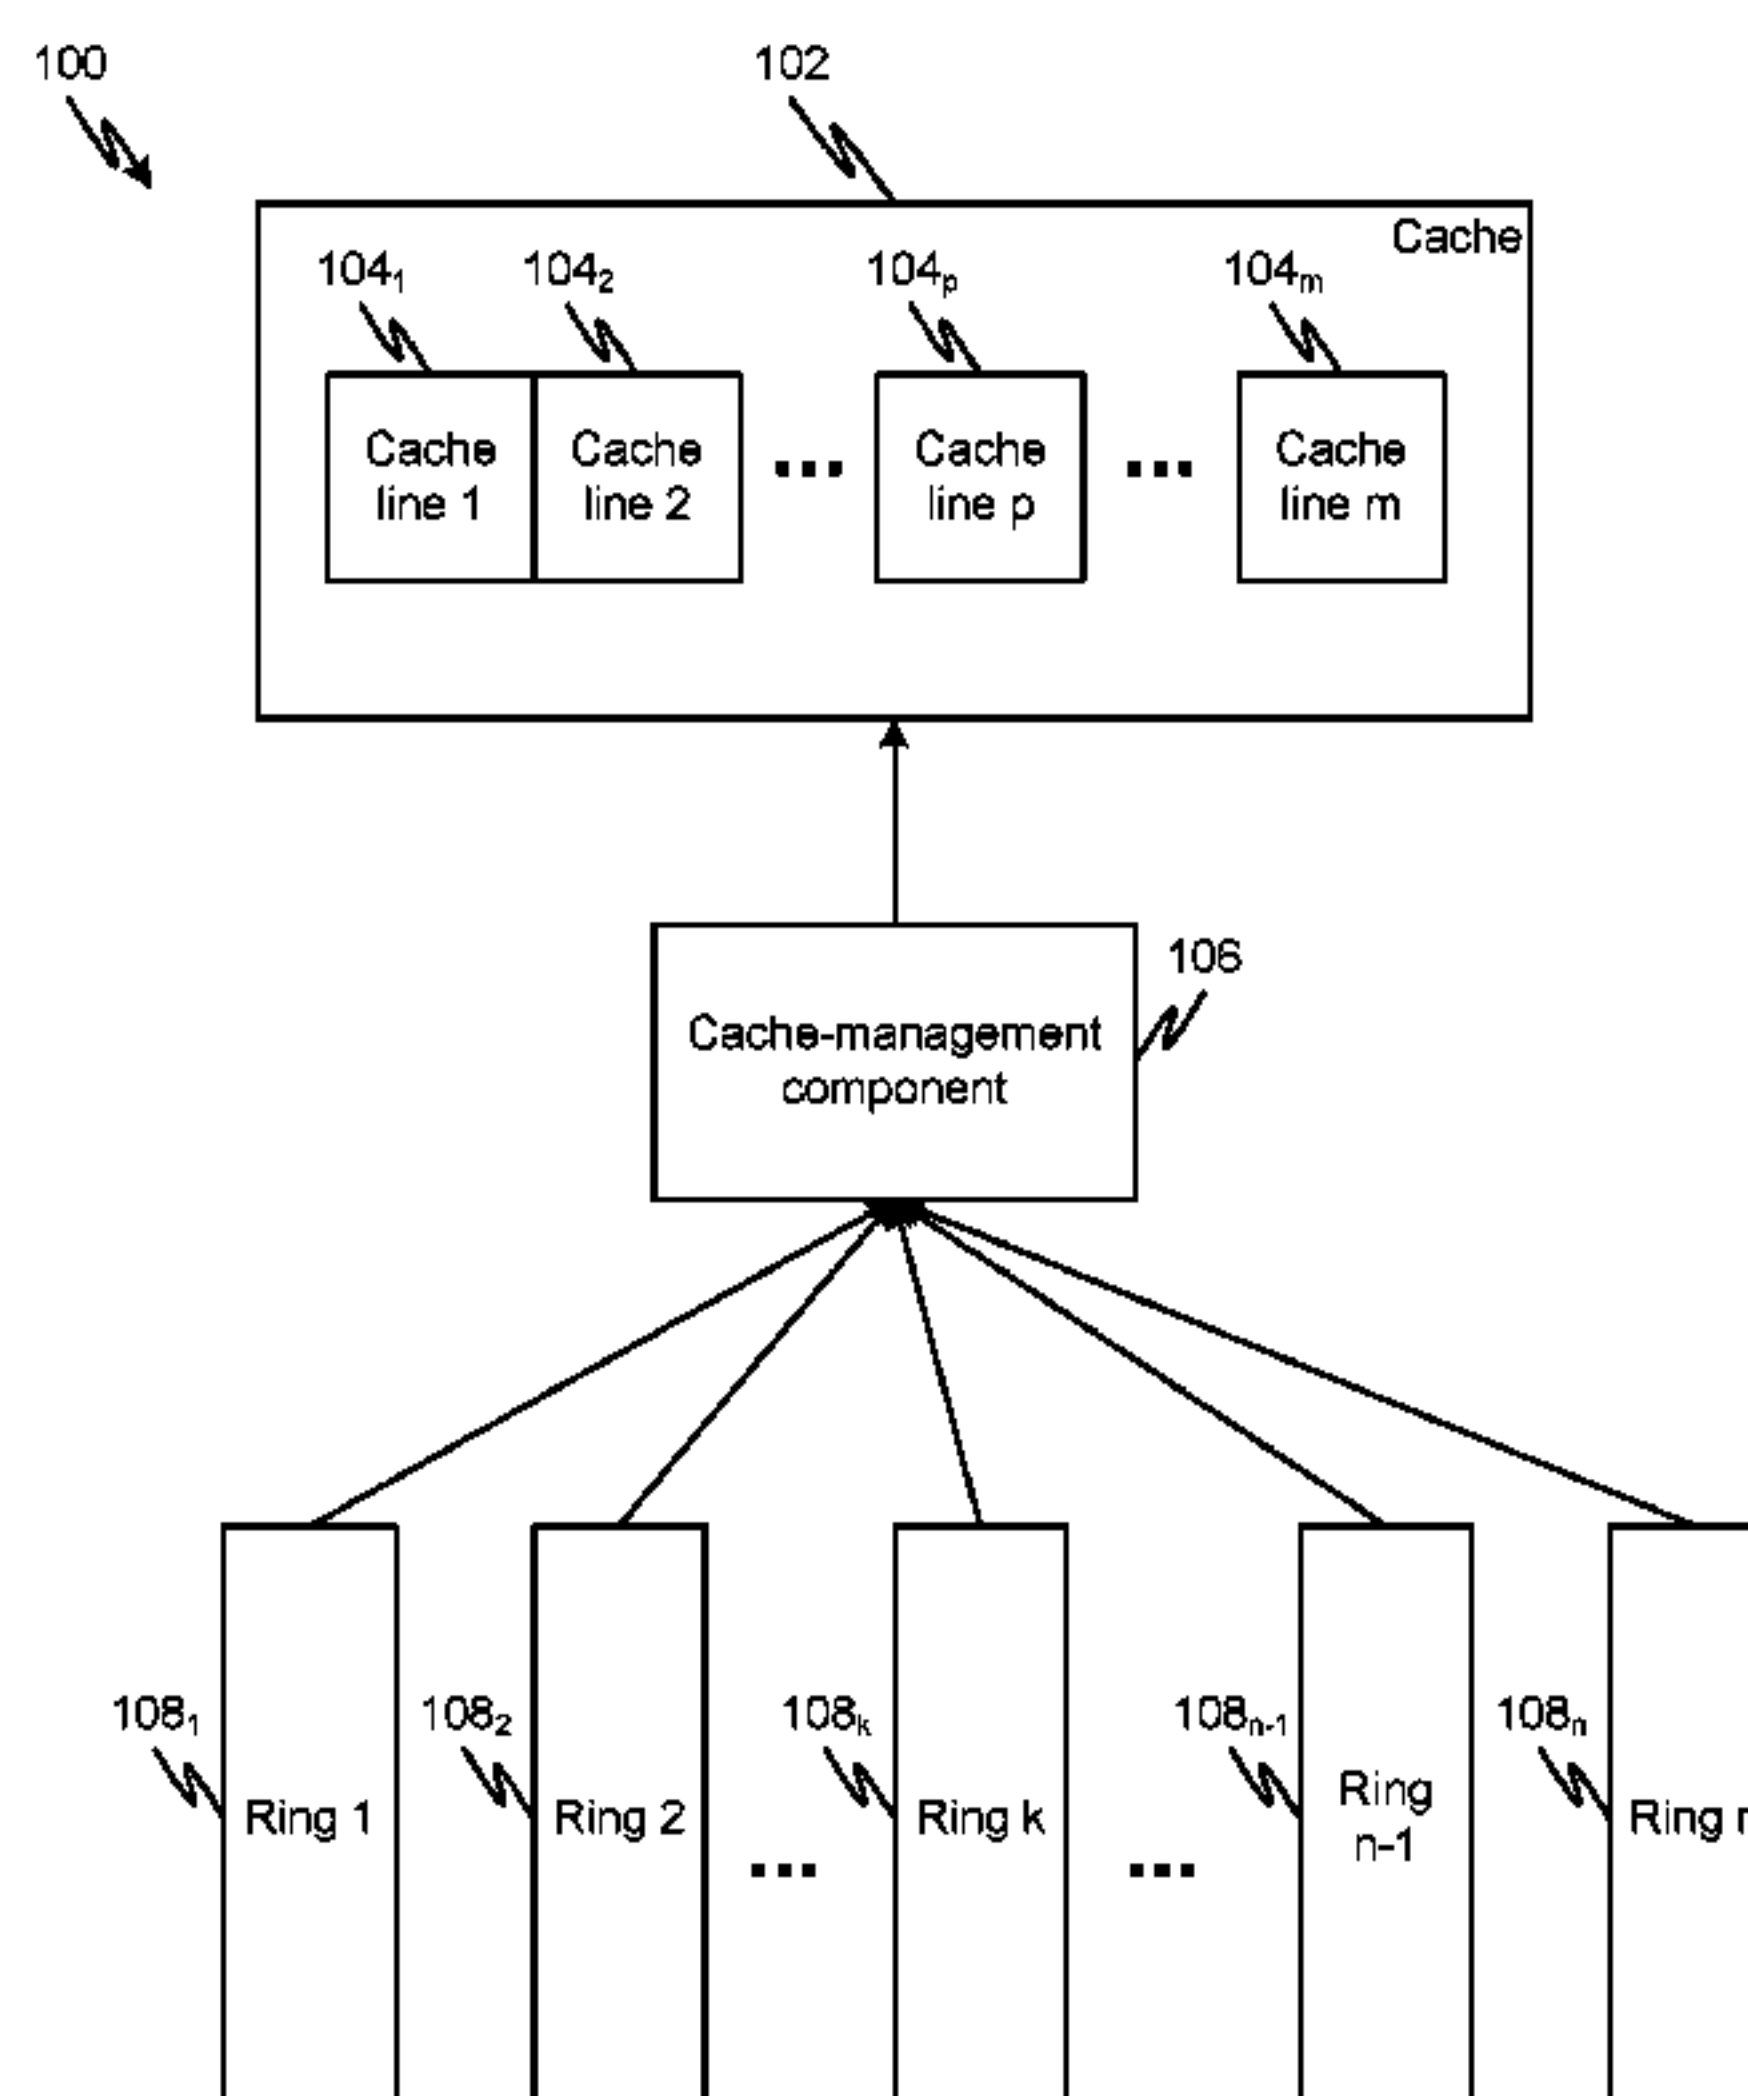 100
102
Cache
104₁
104₂
104ₚ
104ₘ
Cache
line 1
Cache
line 2
...
Cache
line p
...
Cache
line m
106
Cache-management
component
108₁
108₂
108ₖ
108ₙ₋₁
108ₙ
Ring 1
Ring 2
...
Ring k
...
Ring
n-1
Ring